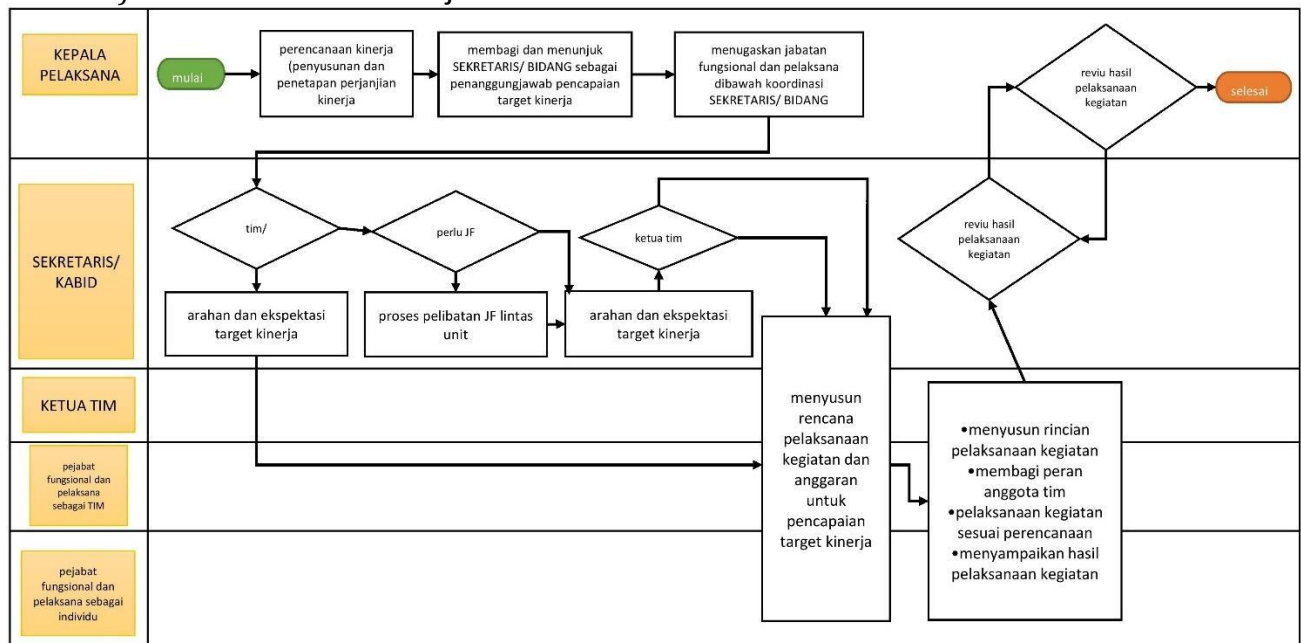 KEPALA
PELAKSANA
mulai
perencanaan kinerja
(penyusunan dan
penetapan perjanjian
kinerja
membagi dan menunjuk
SEKRETARIS/ BIDANG sebagai
penanggungjawab pencapaian
target kinerja
menugaskan jabatan
fungsional dan pelaksana
dibawah koordinasi
SEKRETARIS/ BIDANG
reviu hasil
pelaksanaan
kegiatan
selesai
SEKRETARIS/
KABID
tim/
perlu JF
ketua tim
reviu hasil
pelaksanaan
kegiatan
arahan dan ekspektasi
target kinerja
proses pelibatan JF lintas
unit
arahan dan ekspektasi
target kinerja
KETUA TIM
menyusun
rencana
pelaksanaan
kegiatan dan
anggaran
untuk
pencapaian
target kinerja
•menyusun rincian
pelaksanaan kegiatan
•membagi peran
anggota tim
•pelaksanaan kegiatan
sesuai perencanaan
•menyampaikan hasil
pelaksanaan kegiatan
pejabat
fungsional dan
pelaksana
sebagai TIM
pejabat
fungsional dan
pelaksana sebagai
individu